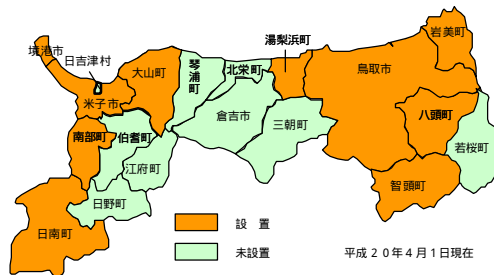 境港市
日吉津村
米子市
大山町
琴浦町
北栄町
湯梨浜町
鳥取市
岩美町
南部町
伯耆町
倉吉市
三朝町
八頭町
若桜町
江府町
日野町
日南町
智頭町
設 置
未設置
平成20年4月1日現在